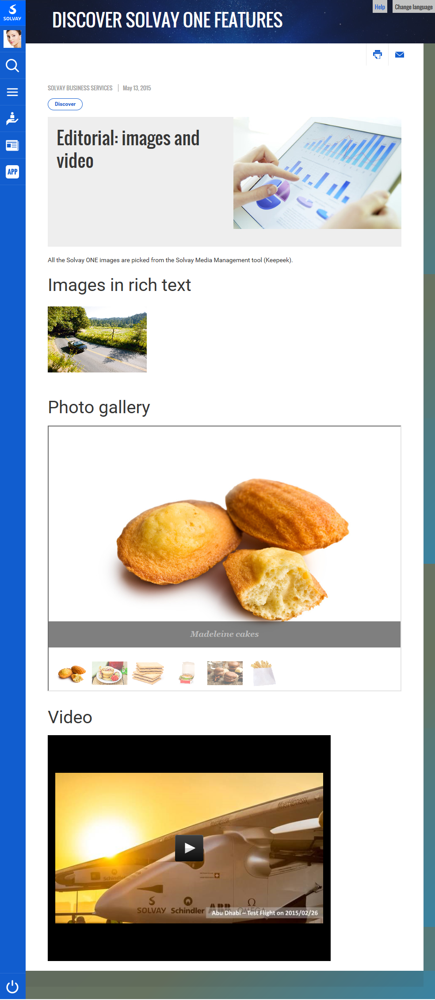 SOLVAY
DISCOVER SOLVAY ONE FEATURES
Help
Change language
APP
SOLVAY BUSINESS SERVICES
May 13, 2015
Discover
Editorial: images and
video
All the Solvay ONE images are picked from the Solvay Media Management tool (Keepeek).
Images in rich text
Photo gallery
Madeleine cakes
Video
MoëtHennessy
Schindler
SOLVAY Schindler ABB OMEGA
Abu Dhabi – Test Flight on 2015/02/26